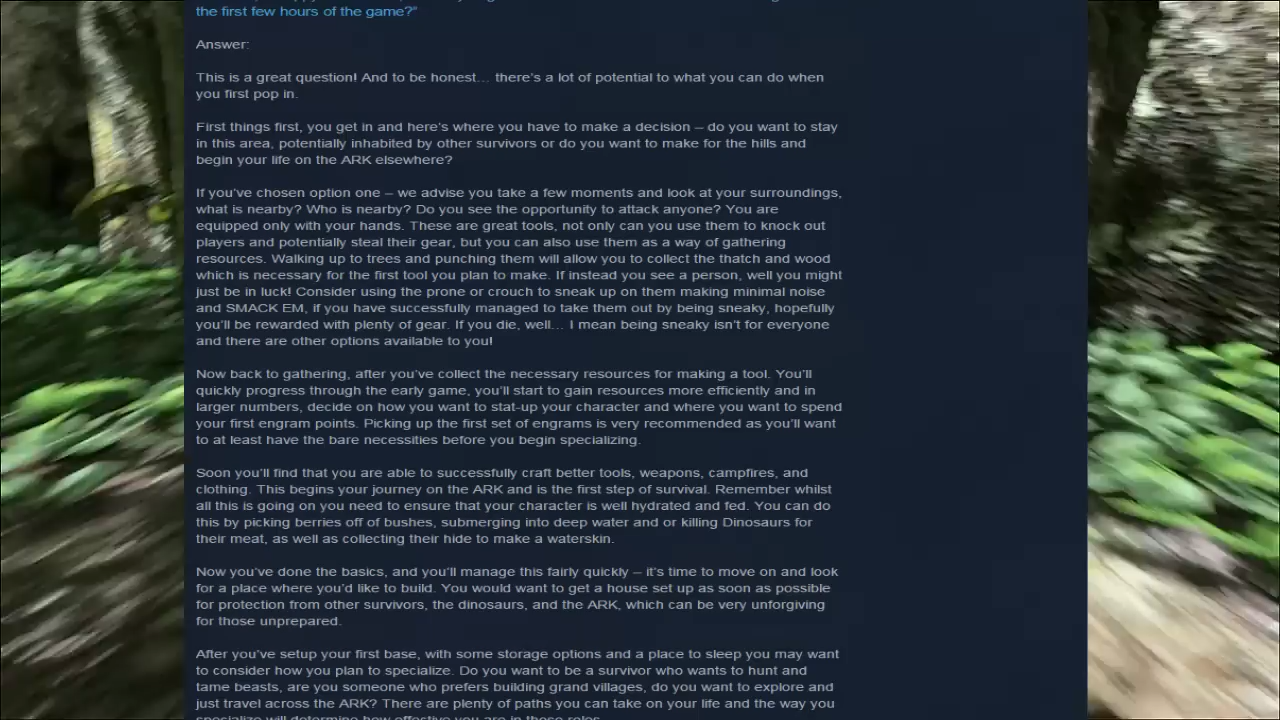 the first few hours of the game?"
Answer:
This is a great question! And to be honest... there's a lot of potential to what you can do when
you first pop in.
First things first, you get in and here's where you have to make a decision – do you want to stay
in this area, potentially inhabited by other survivors or do you want to make for the hills and
begin your life on the ARK elsewhere?
If you've chosen option one – we advise you take a few moments and look at your surroundings,
what is nearby? Who is nearby? Do you see the opportunity to attack anyone? You are
equipped only with your hands. These are great tools, not only can you use them to knock out
players and potentially steal their gear, but you can also use them as a way of gathering
resources. Walking up to trees and punching them will allow you to collect the thatch and wood
which is necessary for the first tool you plan to make. If instead you see a person, well you might
just be in luck! Consider using the prone or crouch to sneak up on them making minimal noise
and SMACK EM, if you have successfully managed to take them out by being sneaky, hopefully
you'll be rewarded with plenty of gear. If you die, well... I mean being sneaky isn't for everyone
and there are other options available to you!
Now back to gathering, after you've collect the necessary resources for making a tool. You'll
quickly progress through the early game, you'll start to gain resources more efficiently and in
larger numbers, decide on how you want to stat-up your character and where you want to spend
your first engram points. Picking up the first set of engrams is very recommended as you'll want
to at least have the bare necessities before you begin specializing.
Soon you'll find that you are able to successfully craft better tools, weapons, campfires, and
clothing. This begins your journey on the ARK and is the first step of survival. Remember whilst
all this is going on you need to ensure that your character is well hydrated and fed. You can do
this by picking berries off of bushes, submerging into deep water and or killing Dinosaurs for
their meat, as well as collecting their hide to make a waterskin.
Now you've done the basics, and you'll manage this fairly quickly – it's time to move on and look
for a place where you'd like to build. You would want to get a house set up as soon as possible
for protection from other survivors, the dinosaurs, and the ARK, which can be very unforgiving
for those unprepared.
After you've setup your first base, with some storage options and a place to sleep you may want
to consider how you plan to specialize. Do you want to be a survivor who wants to hunt and
tame beasts, are you someone who prefers building grand villages, do you want to explore and
just travel across the ARK? There are plenty of paths you can take on your life and the way you
specialize will determine how effective you are in those roles.